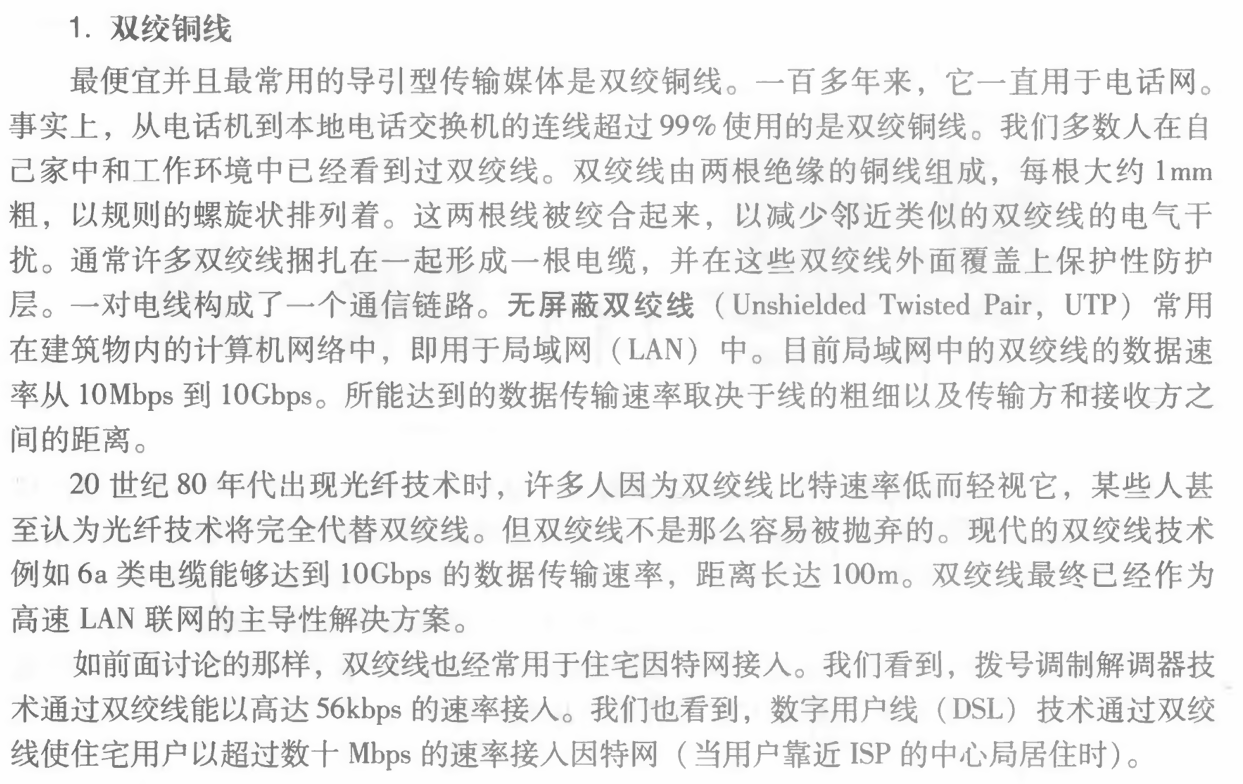 1. 双绞铜线
最便宜并且最常用的导引型传输媒体是双绞铜线。一百多年来，它一直用于电话网。
事实上，从电话机到本地电话交换机的连线超过 99% 使用的是双绞铜线。我们多数人在自
己家中和工作环境中已经看到过双绞线。双绞线由两根绝缘的铜线组成，每根大约 1mm
粗，以规则的螺旋状排列着。这两根线被绞合起来，以减少邻近类似的双绞线的电气干
扰。通常许多双绞线捆扎在一起形成一根电缆，并在这些双绞线外面覆盖上保护性防护
层。一对电线构成了一个通信链路。无屏蔽双绞线（Unshielded Twisted Pair，UTP）常用
在建筑物内的计算机网络中，即用于局域网（LAN）中。目前局域网中的双绞线的数据速
率从 10Mbps 到 10Gbps。所能达到的数据传输速率取决于线的粗细以及传输方和接收方之
间的距离。
20 世纪 80 年代出现光纤技术时，许多人因为双绞线比特速率低而轻视它，某些人甚
至认为光纤技术将完全代替双绞线。但双绞线不是那么容易被抛弃的。现代的双绞线技术
例如 6a 类电缆能够达到 10Gbps 的数据传输速率，距离长达 100m。双绞线最终已经作为
高速 LAN 联网的主导性解决方案。
如前面讨论的那样，双绞线也经常用于住宅因特网接入。我们看到，拨号调制解调器技
术通过双绞线能以高达 56kbps 的速率接入。我们也看到，数字用户线（DSL）技术通过双绞
线使住宅用户以超过数十 Mbps 的速率接入因特网（当用户靠近 ISP 的中心局居住时）。